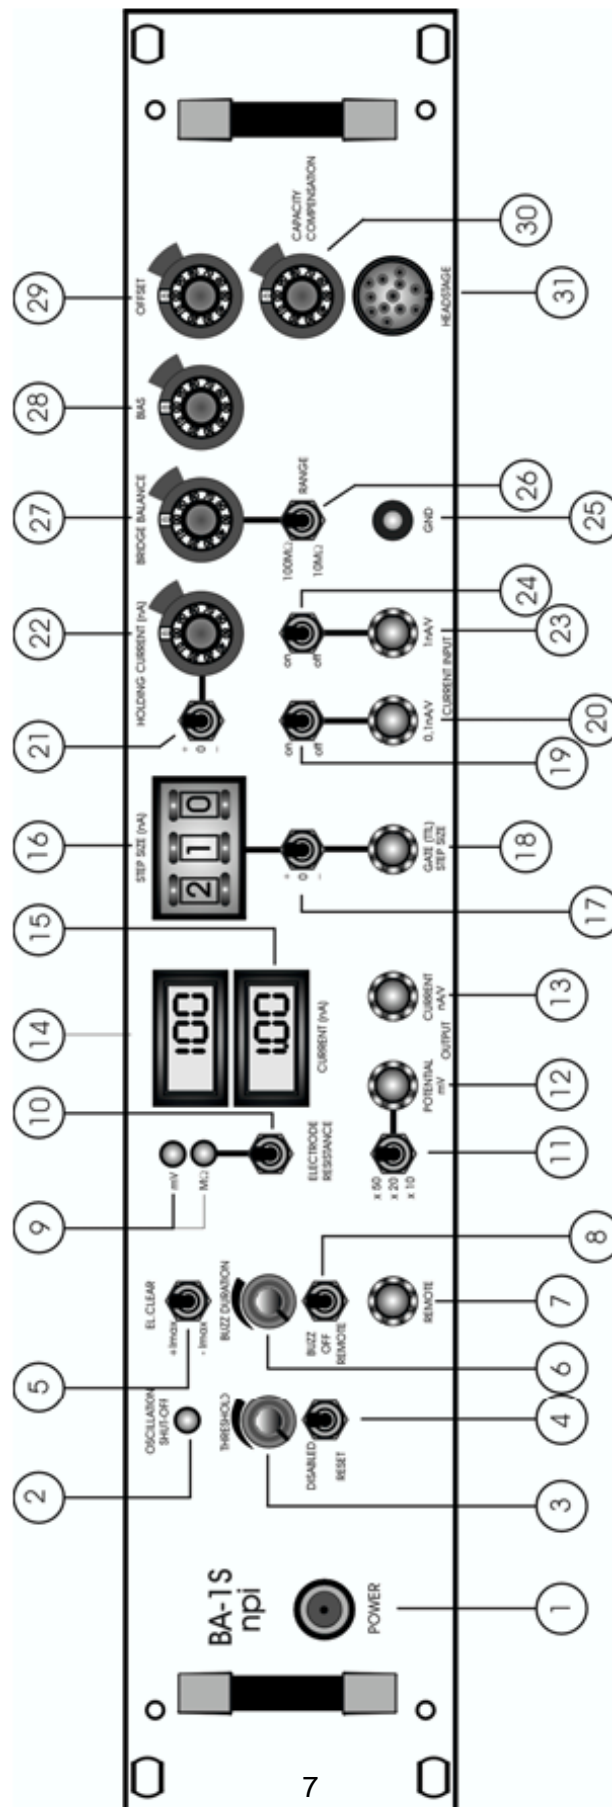 29
28
27
22
21
16
15
14
10
9
5
2
OFFSET
BIAS
BRIDGE BALANCE
HOLDING CURRENT (nA)
+
0
-
STEP SIZE (nA)
2 1 0
100
1.00
CURRENT (nA)
mV
MΩ
ELECTRODE
RESISTANCE
EL.CLEAR
+Imax
-Imax
OSCILLATION
SHUT-OFF
BA-1S
npi
POWER
THRESHOLD
DISABLED
RESET
BUZZ DURATION
BUZZ
OFF
REMOTE
REMOTE
x 50
x 20
x 10
POTENTIAL
mV
OUTPUT
CURRENT
nA/V
+
0
-
GATE (TTL)
STEP SIZE
on
off
0,1nA/V
CURRENT INPUT
on
off
1nA/V
100MΩ
10MΩ
RANGE
GND
CAPACITY
COMPENSATION
HEADSTAGE
1
3
4
6
7
8
11
12
13
17
18
19
20
23
24
25
26
30
31
7